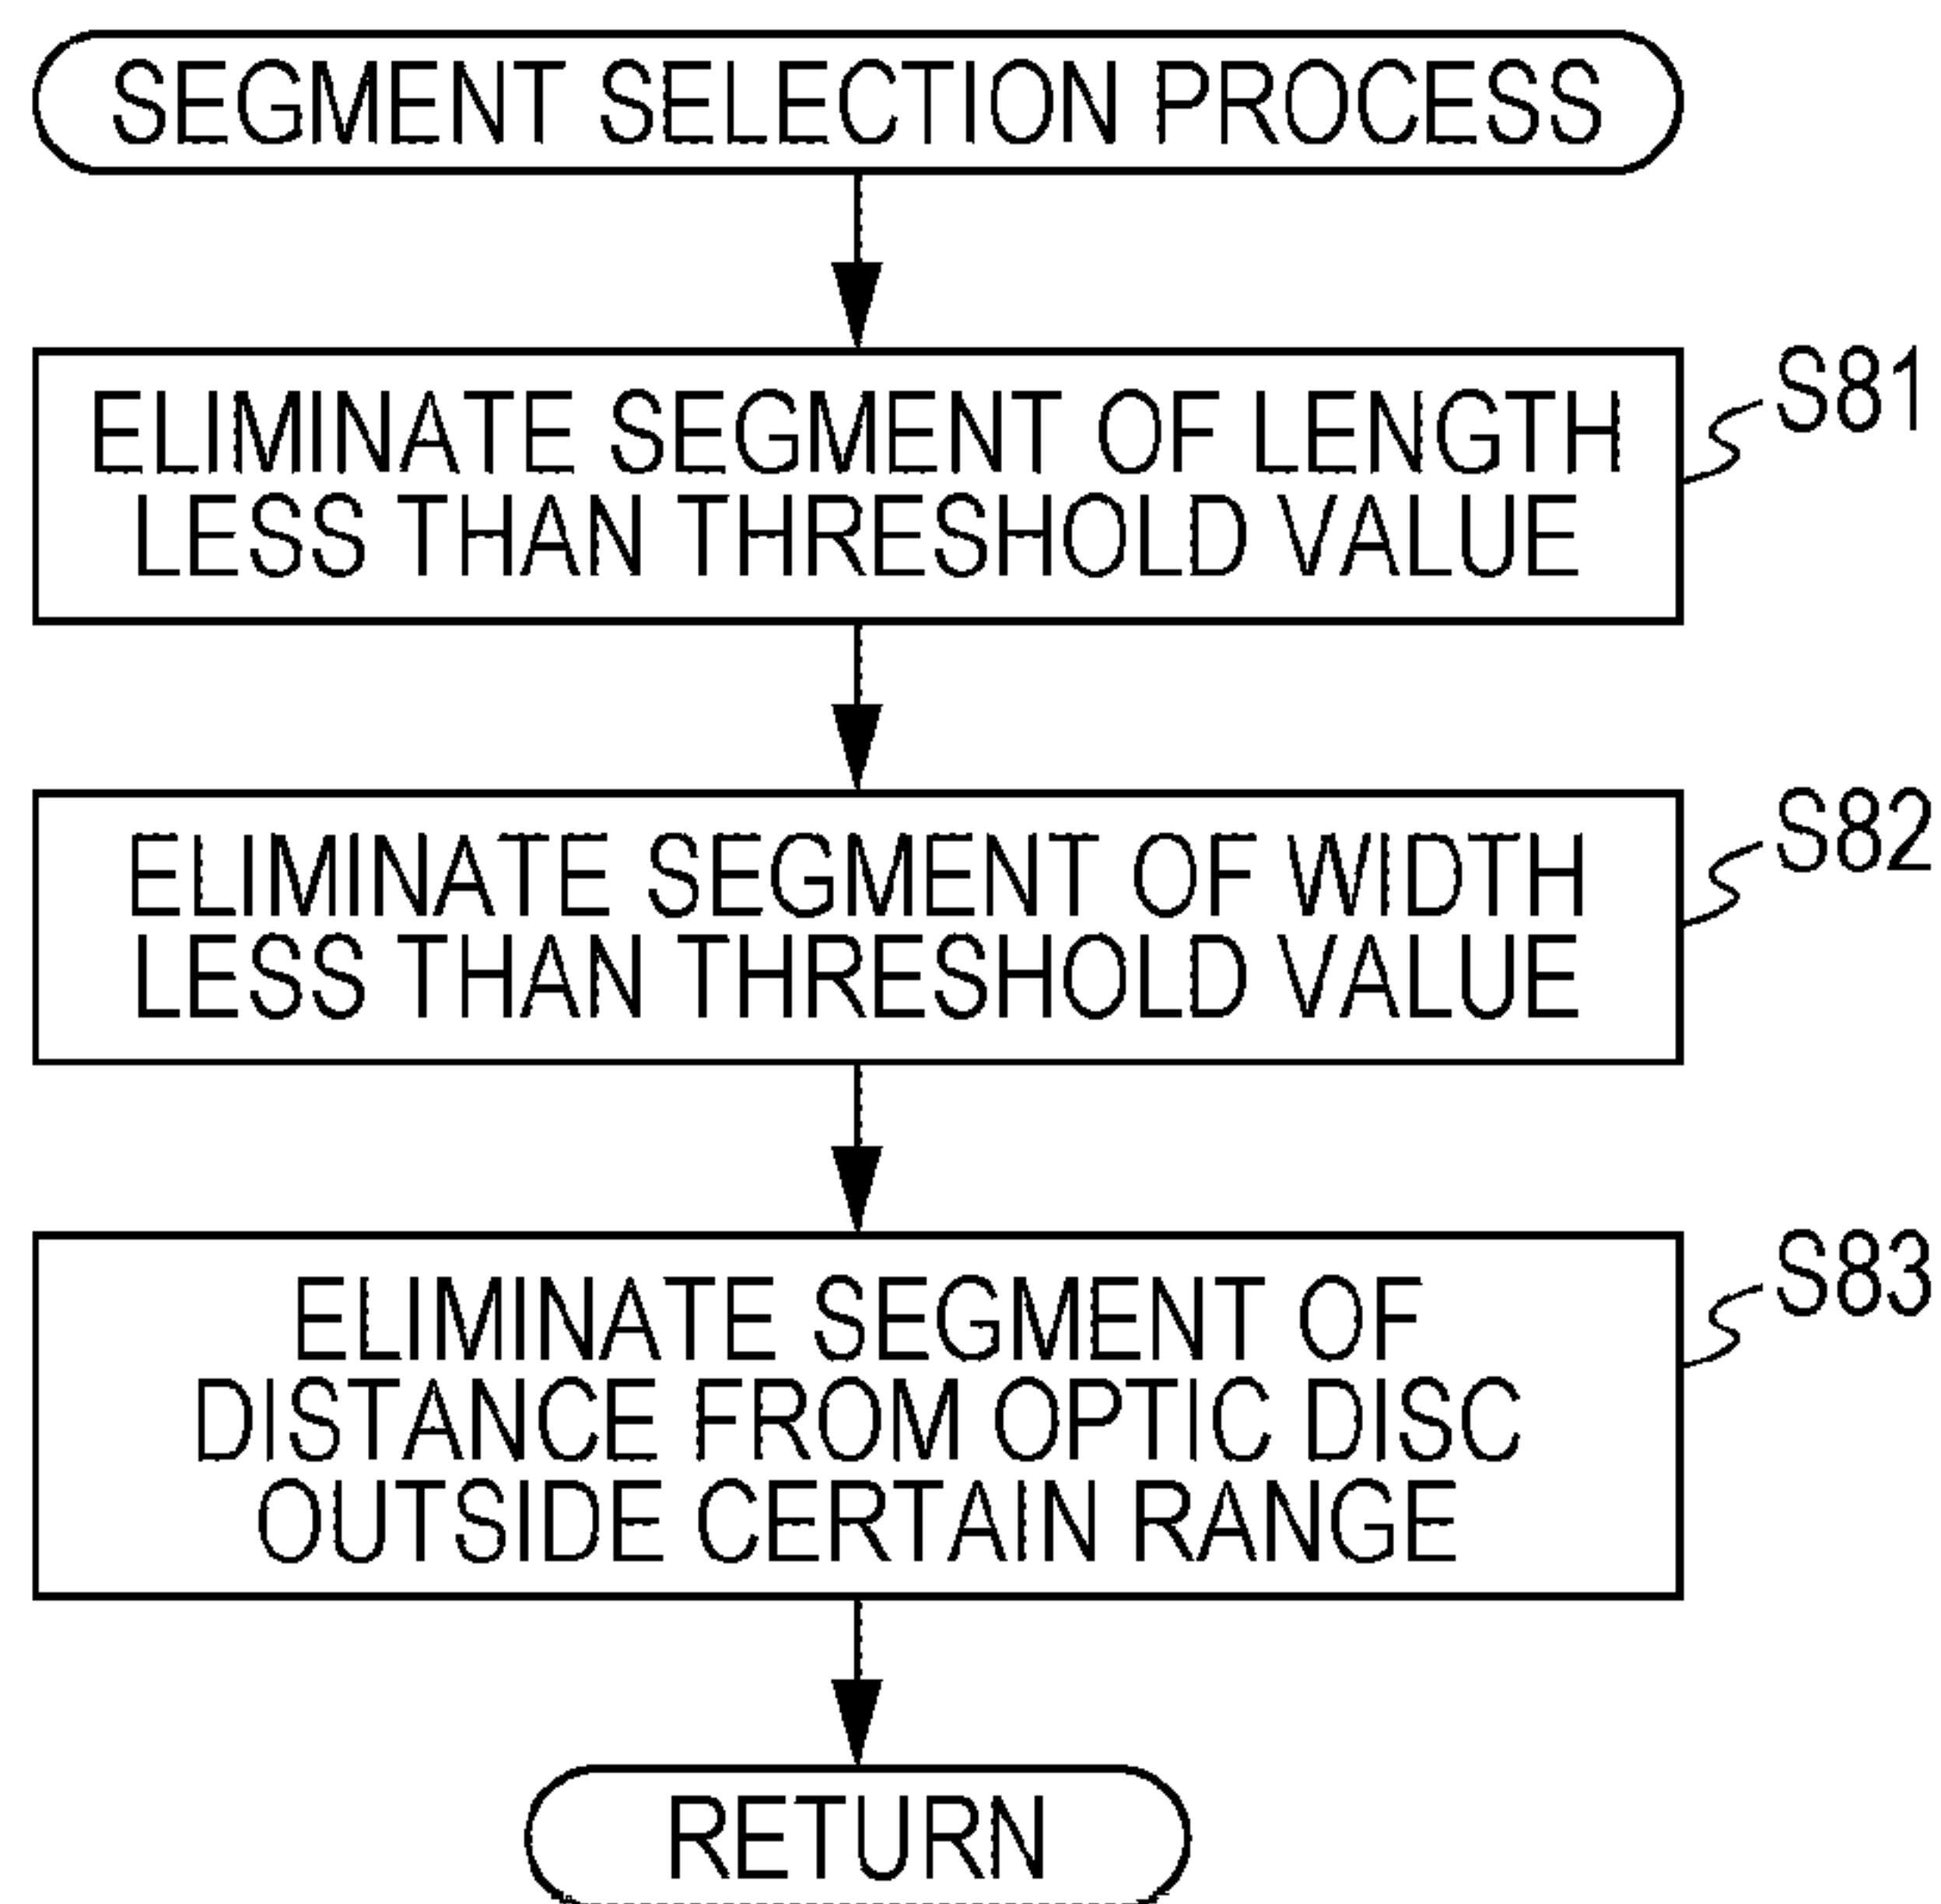 SEGMENT SELECTION PROCESS
ELIMINATE SEGMENT OF LENGTH
LESS THAN THRESHOLD VALUE
S81
ELIMINATE SEGMENT OF WIDTH
LESS THAN THRESHOLD VALUE
S82
ELIMINATE SEGMENT OF
DISTANCE FROM OPTIC DISC
OUTSIDE CERTAIN RANGE
S83
RETURN